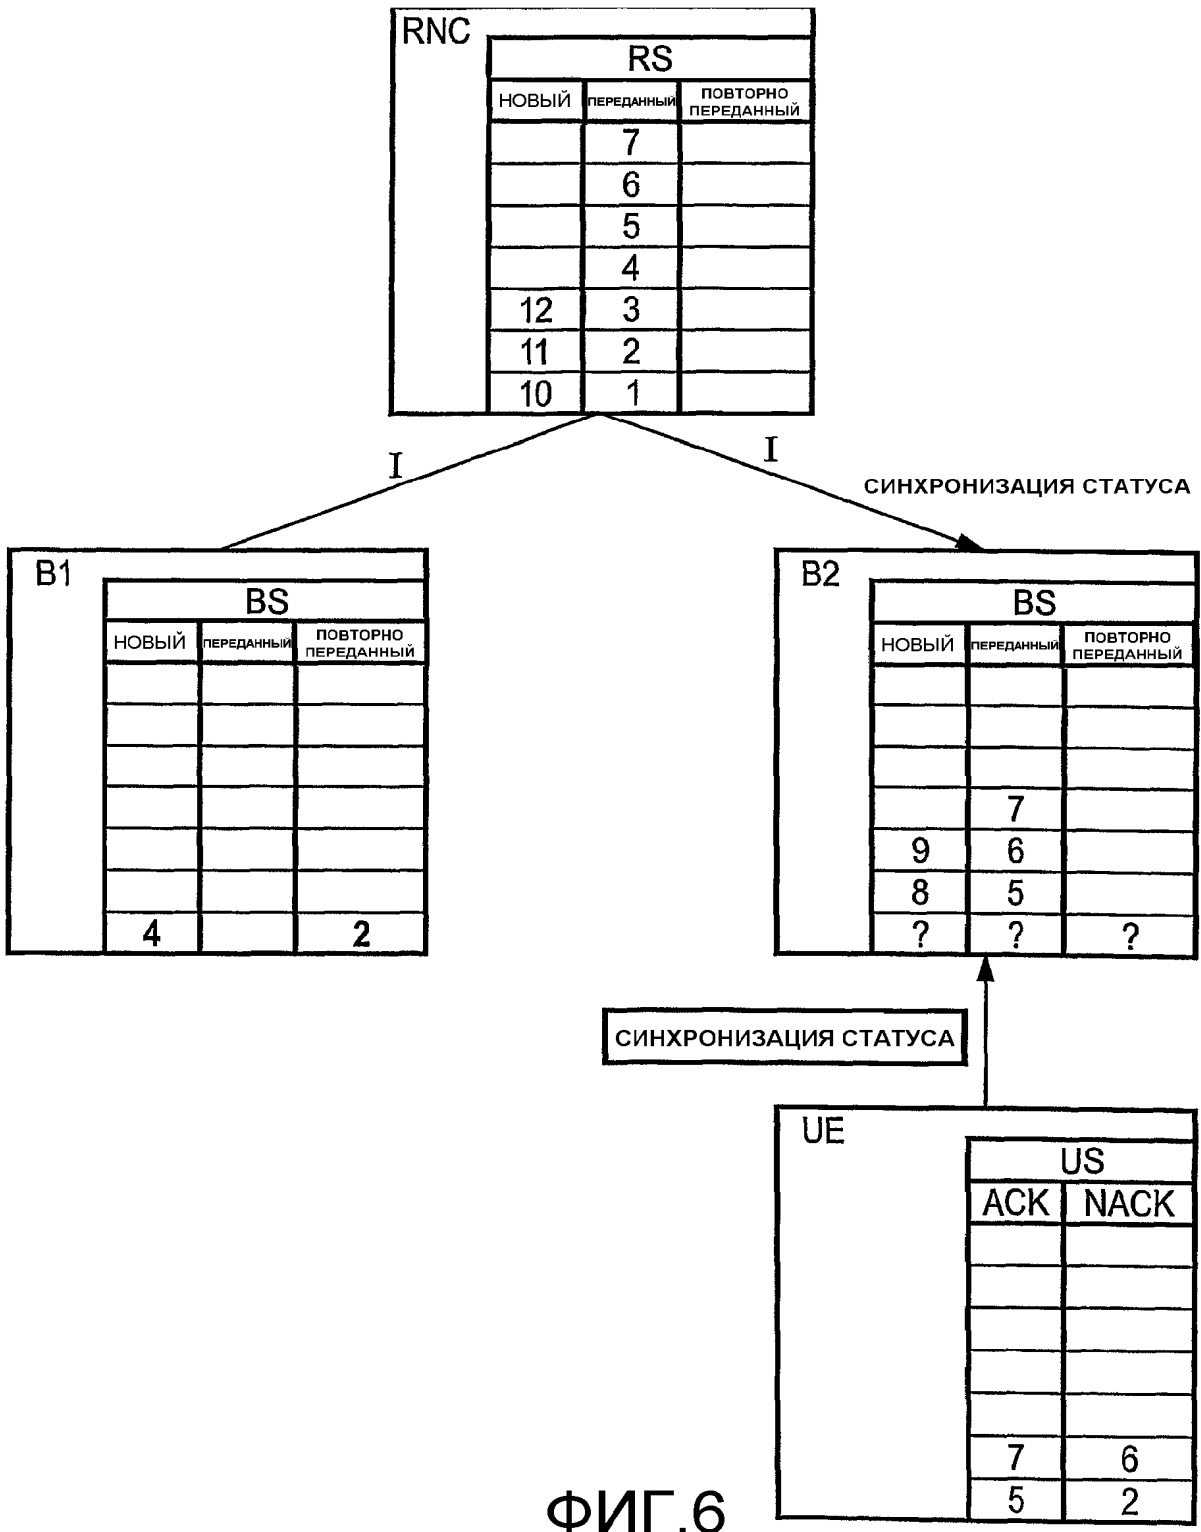 RNC
RS
НОВЫЙ ПЕРЕДАННЫЙ ПОВТОРНО ПЕРЕДАННЫЙ
7
6
5
4
12 3
11 2
10 1
I I
СИНХРОНИЗАЦИЯ СТАТУСА
B1
BS
НОВЫЙ ПЕРЕДАННЫЙ ПОВТОРНО ПЕРЕДАННЫЙ
4 2
B2
BS
НОВЫЙ ПЕРЕДАННЫЙ ПОВТОРНО ПЕРЕДАННЫЙ
7
9 6
8 5
? ? ?
СИНХРОНИЗАЦИЯ СТАТУСА
UE
US
ACK NACK
7 6
5 2
ФИГ.6